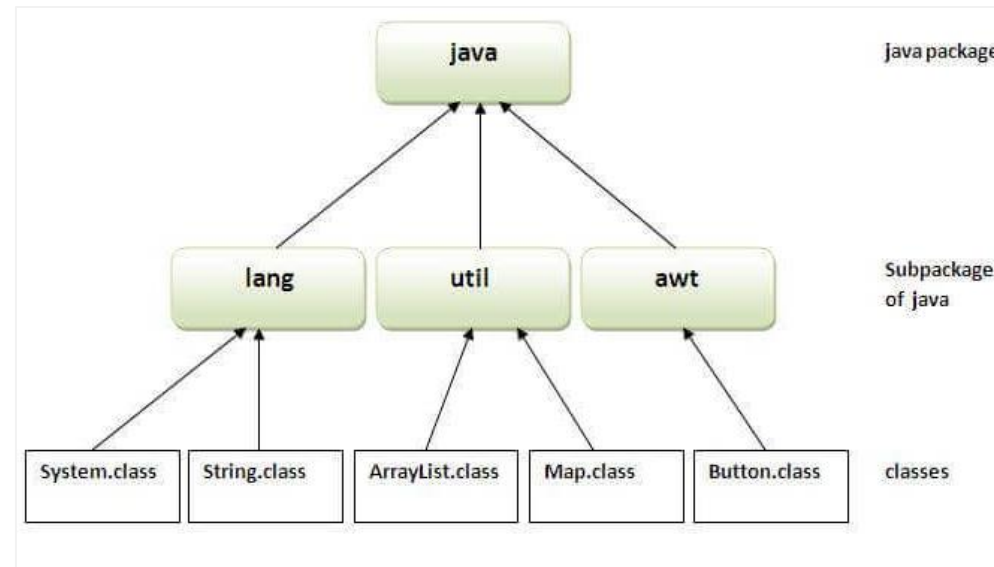 java
java package
lang
util
awt
Subpackage
of java
System.class
String.class
ArrayList.class
Map.class
Button.class
classes